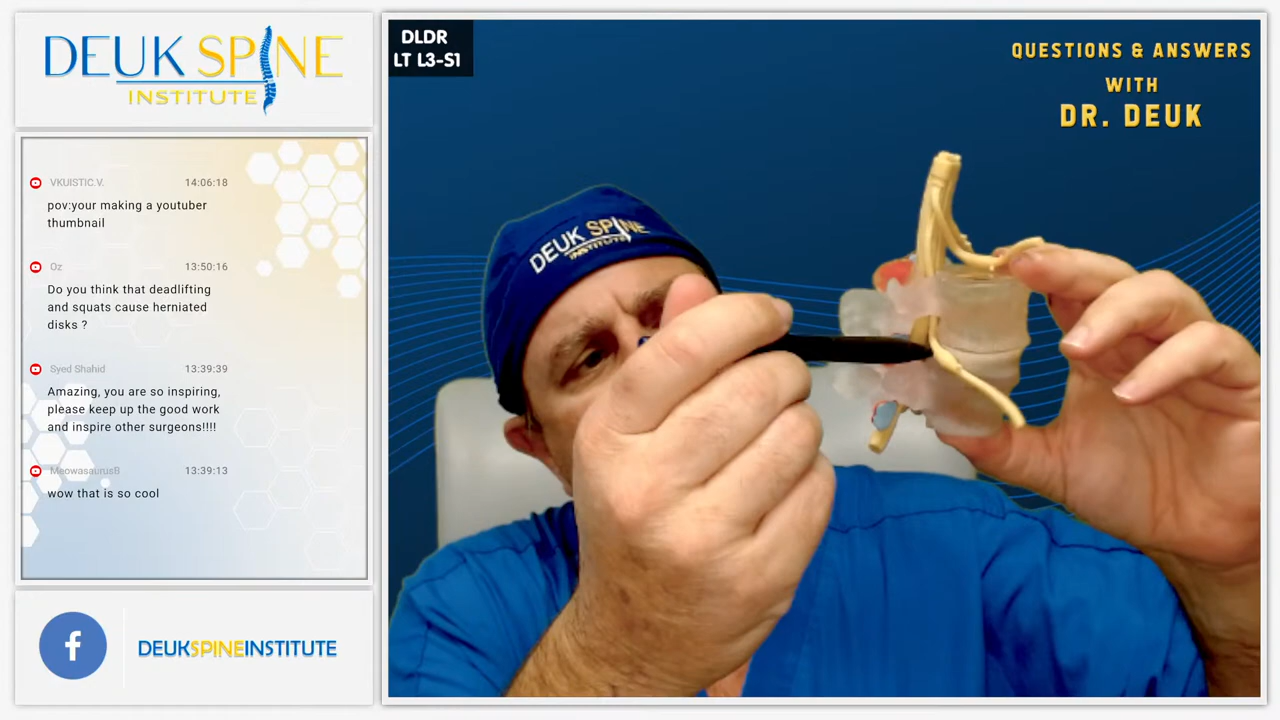 DEUK SPINE
INSTITUTE
VKUISTIC.V. 14:06:18
pov:your making a youtuber
thumbnail
Oz 13:50:16
Do you think that deadlifting
and squats cause herniated
disks ?
Syed Shahid 13:39:39
Amazing, you are so inspiring,
please keep up the good work
and inspire other surgeons!!!!
MeowasaurusB 13:39:13
wow that is so cool
f
DEUKSPINEINSTITUTE
DLDR
LT L3-S1
QUESTIONS & ANSWERS
WITH
DR. DEUK
DEUK SPINE
INSTITUTE